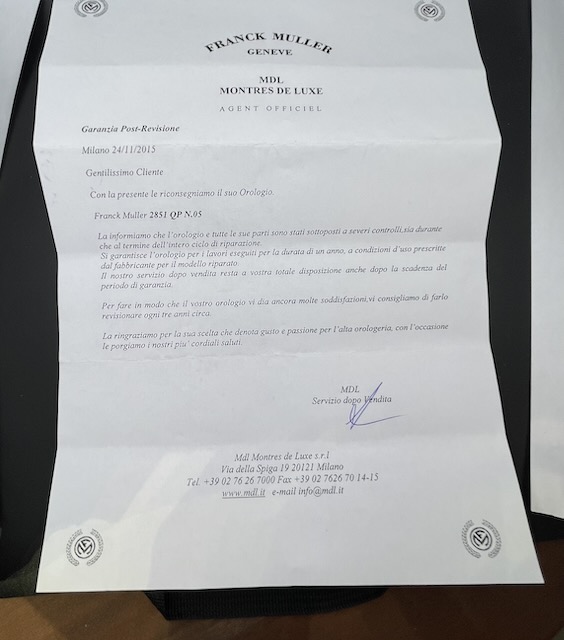 FRANCK MULLER
GENEVE
MDL
MONTRES DE LUXE
AGENT OFFICIEL
Garanzia Post-Revisione
Milano 24/11/2015
Gentilissimo Cliente
Con la presente le riconsegniamo il suo Orologio.
Franck Muller 2851 QP N.05
La informiamo che l'orologio e tutte le sue parti sono stati sottoposti a severi controlli,sia durante
che al termine dell'intero ciclo di riparazione.
Si garantisce l'orologio per i lavori eseguiti per la durata di un anno, a condizioni d'uso prescritte
dal fabbricante per il modello riparato.
Il nostro servizio dopo vendita resta a vostra totale disposizione anche dopo la scadenza del
periodo di garanzia.
Per fare in modo che il vostro orologio vi dia ancora molte soddisfazioni,vi consigliamo di farlo
revisionare ogni tre anni circa.
La ringraziamo per la sua scelta che denota gusto e passione per l'alta orologeria, con l'occasione
le porgiamo i nostri piu' cordiali saluti.
MDL
Servizio dopo Vendita
Mdl Montres de Luxe s.r.l
Via della Spiga 19 20121 Milano
Tel. +39 02 76 26 7000 Fax +39 02 7626 70 14-15
www.mdl.it e-mail info@mdl.it